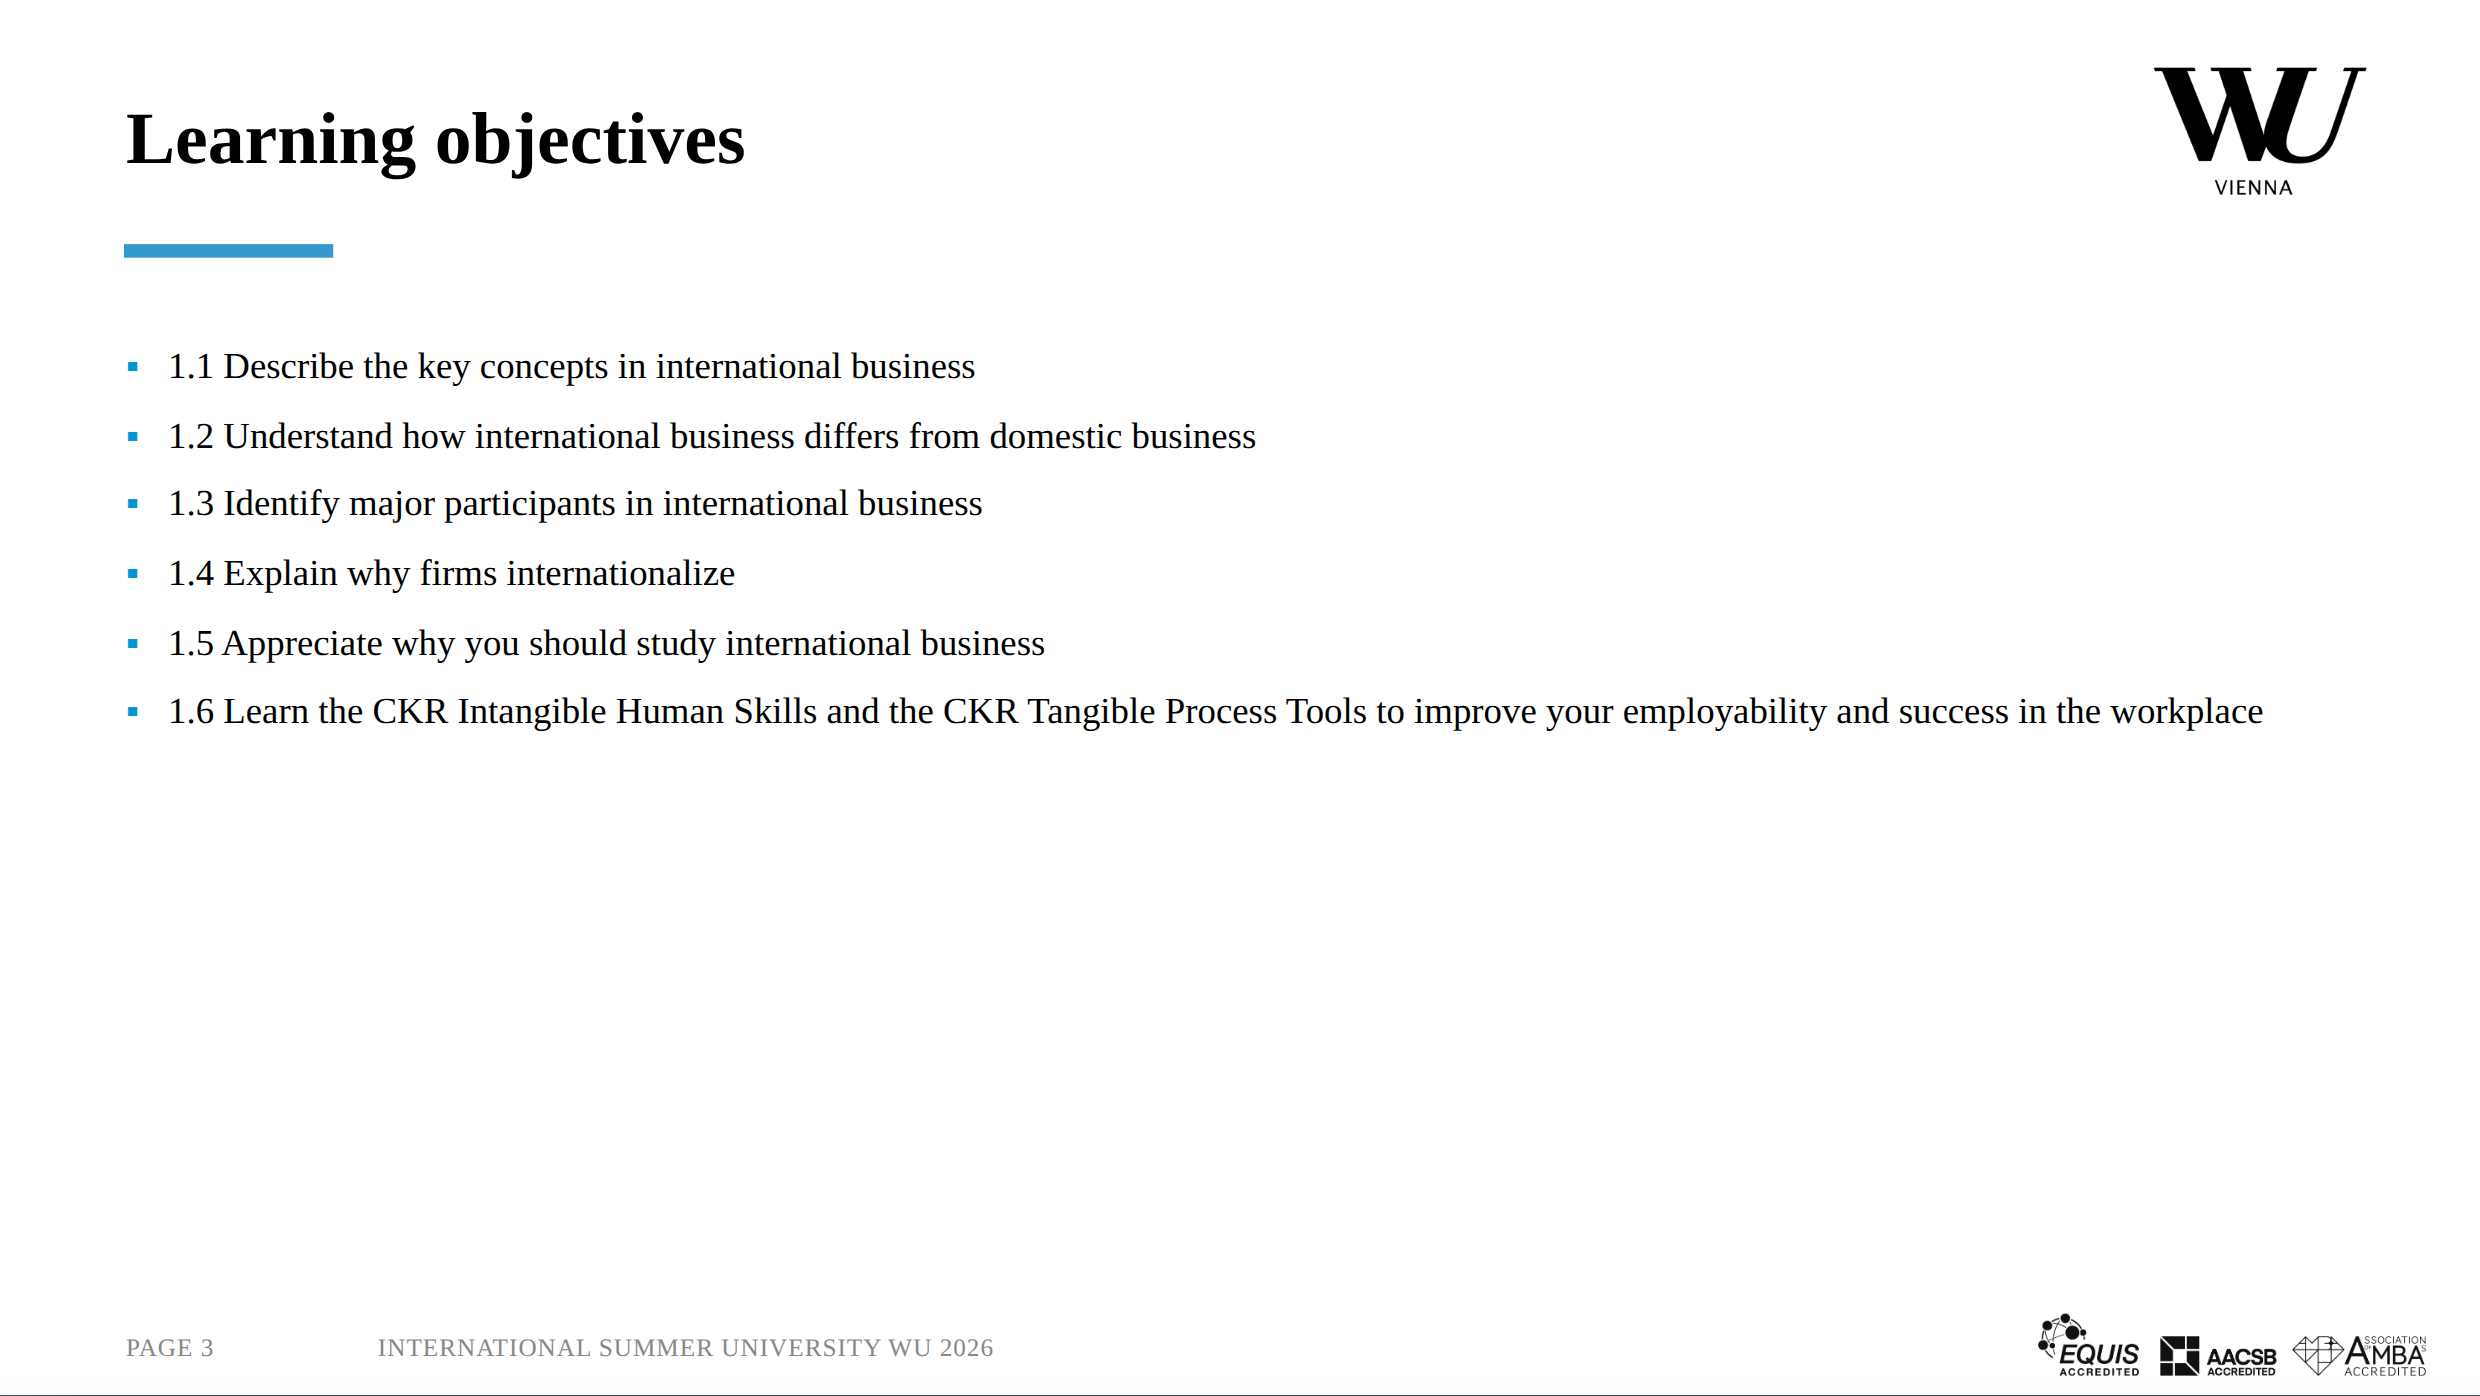 Learning objectives
WU
VIENNA
▪ 1.1 Describe the key concepts in international business
▪ 1.2 Understand how international business differs from domestic business
▪ 1.3 Identify major participants in international business
▪ 1.4 Explain why firms internationalize
▪ 1.5 Appreciate why you should study international business
▪ 1.6 Learn the CKR Intangible Human Skills and the CKR Tangible Process Tools to improve your employability and success in the workplace
PAGE 3 INTERNATIONAL SUMMER UNIVERSITY WU 2026
EQUIS
ACCREDITED
AACSB
ACCREDITED
ASSOCIATION
OF
AMBAS
ACCREDITED